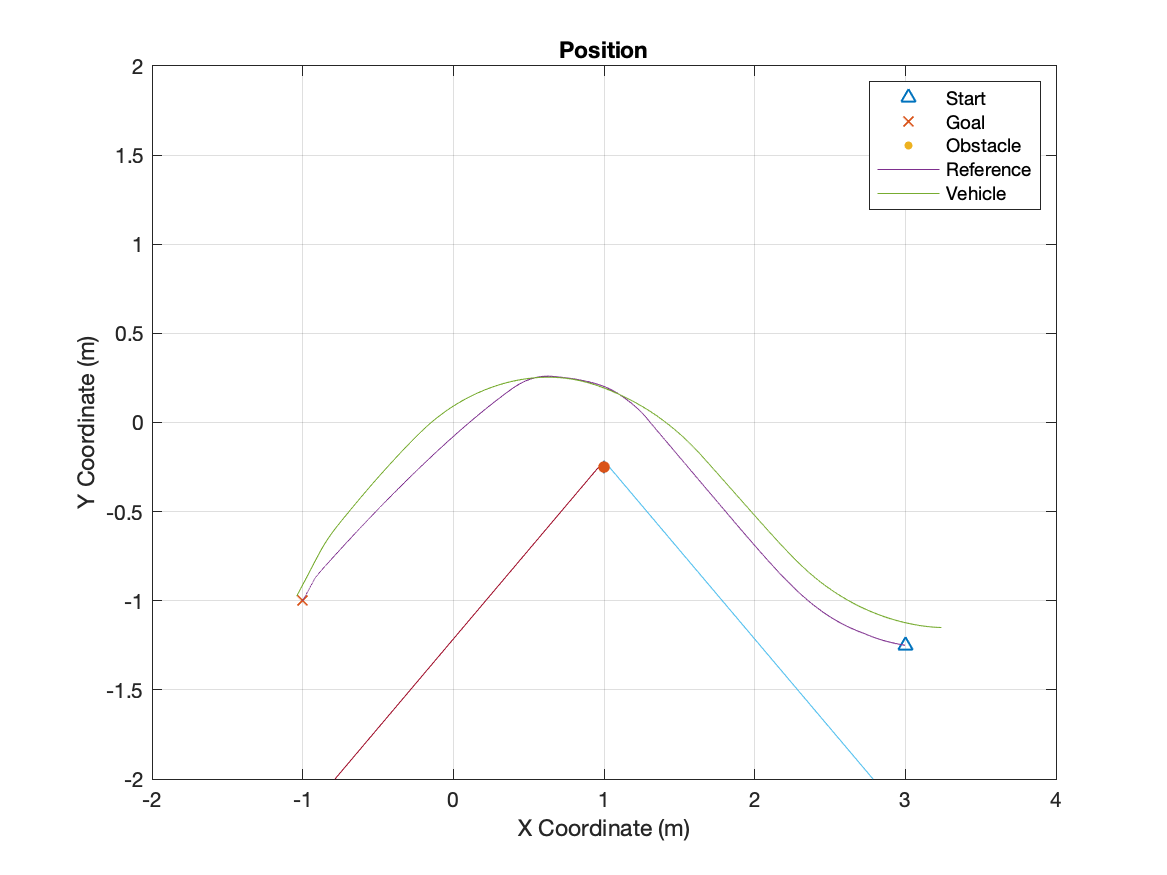 Position
2
1.5
1
0.5
0
-0.5
-1
-1.5
-2
Y Coordinate (m)
Start
Goal
Obstacle
Reference
Vehicle
-2 -1 0 1 2 3 4
X Coordinate (m)